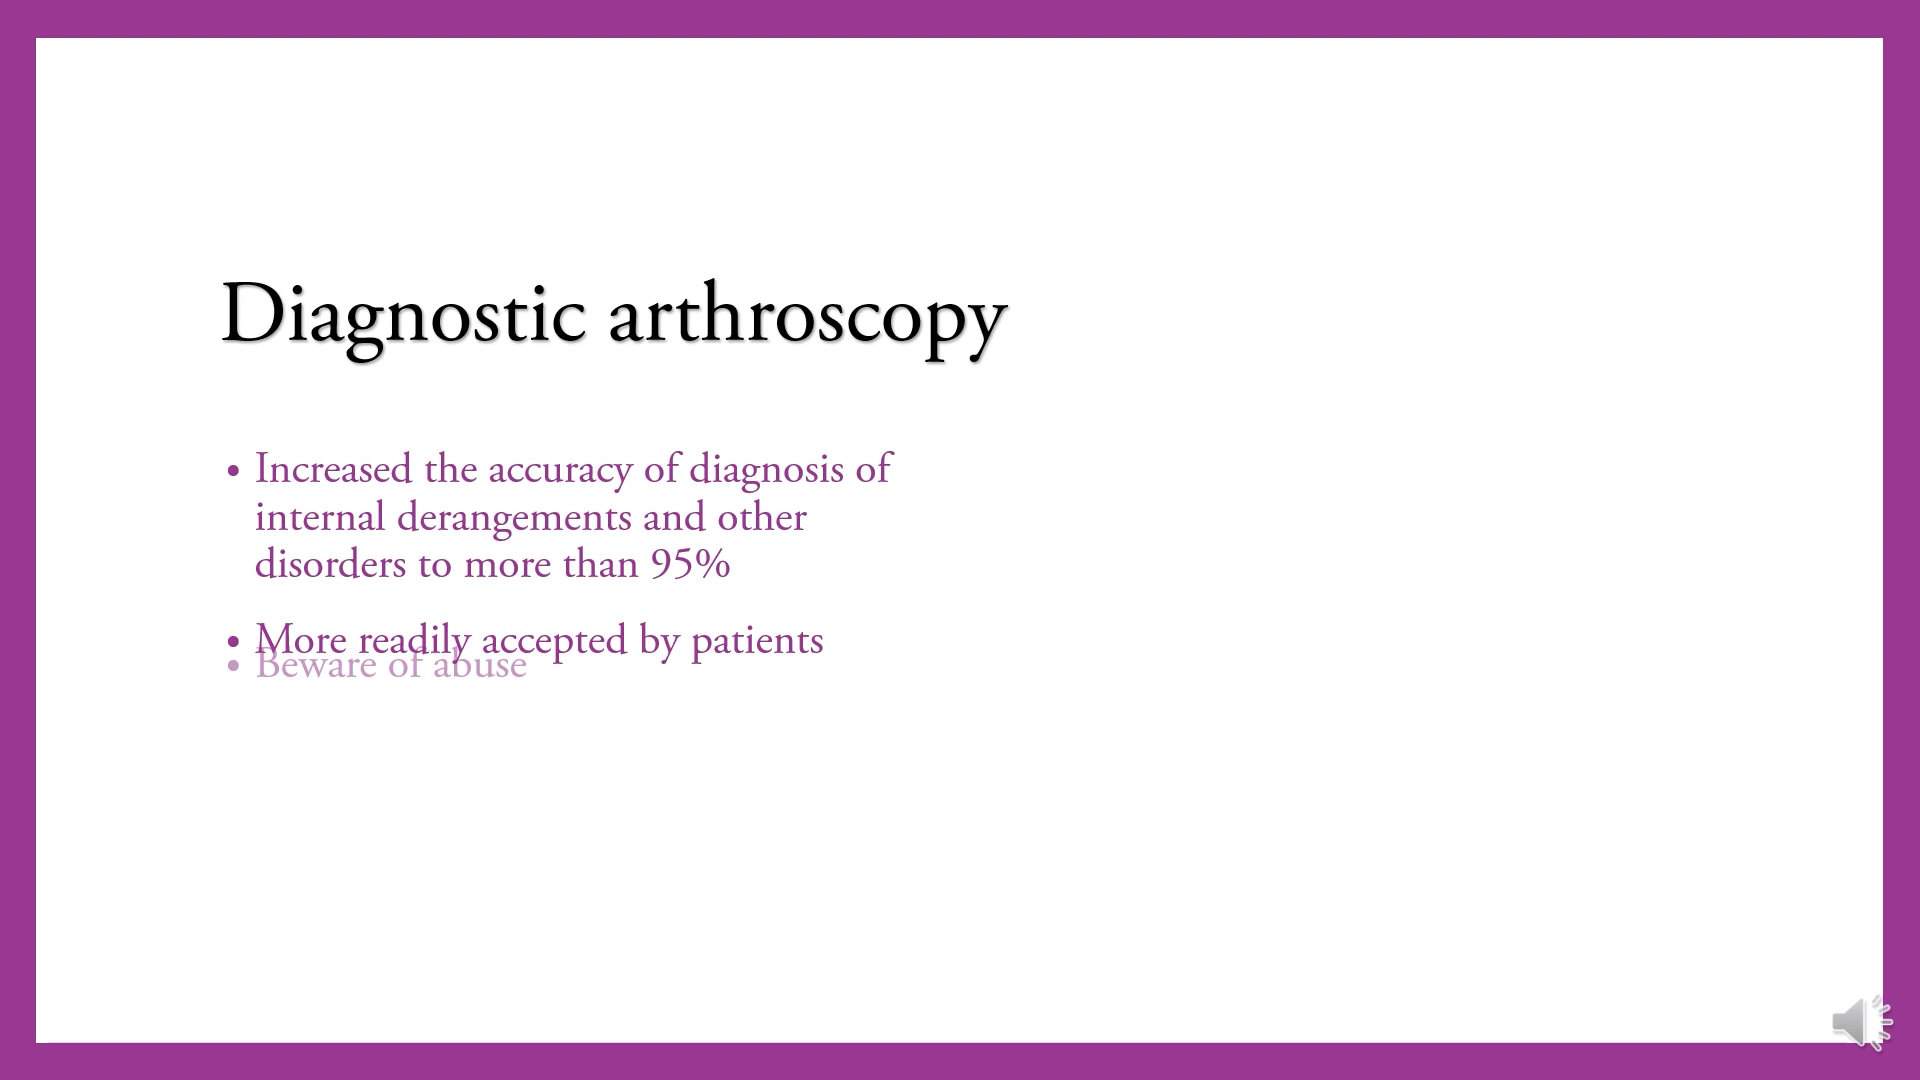 Diagnostic arthroscopy
• Increased the accuracy of diagnosis of
internal derangements and other
disorders to more than 95%
• More readily accepted by patients
• Beware of abuse